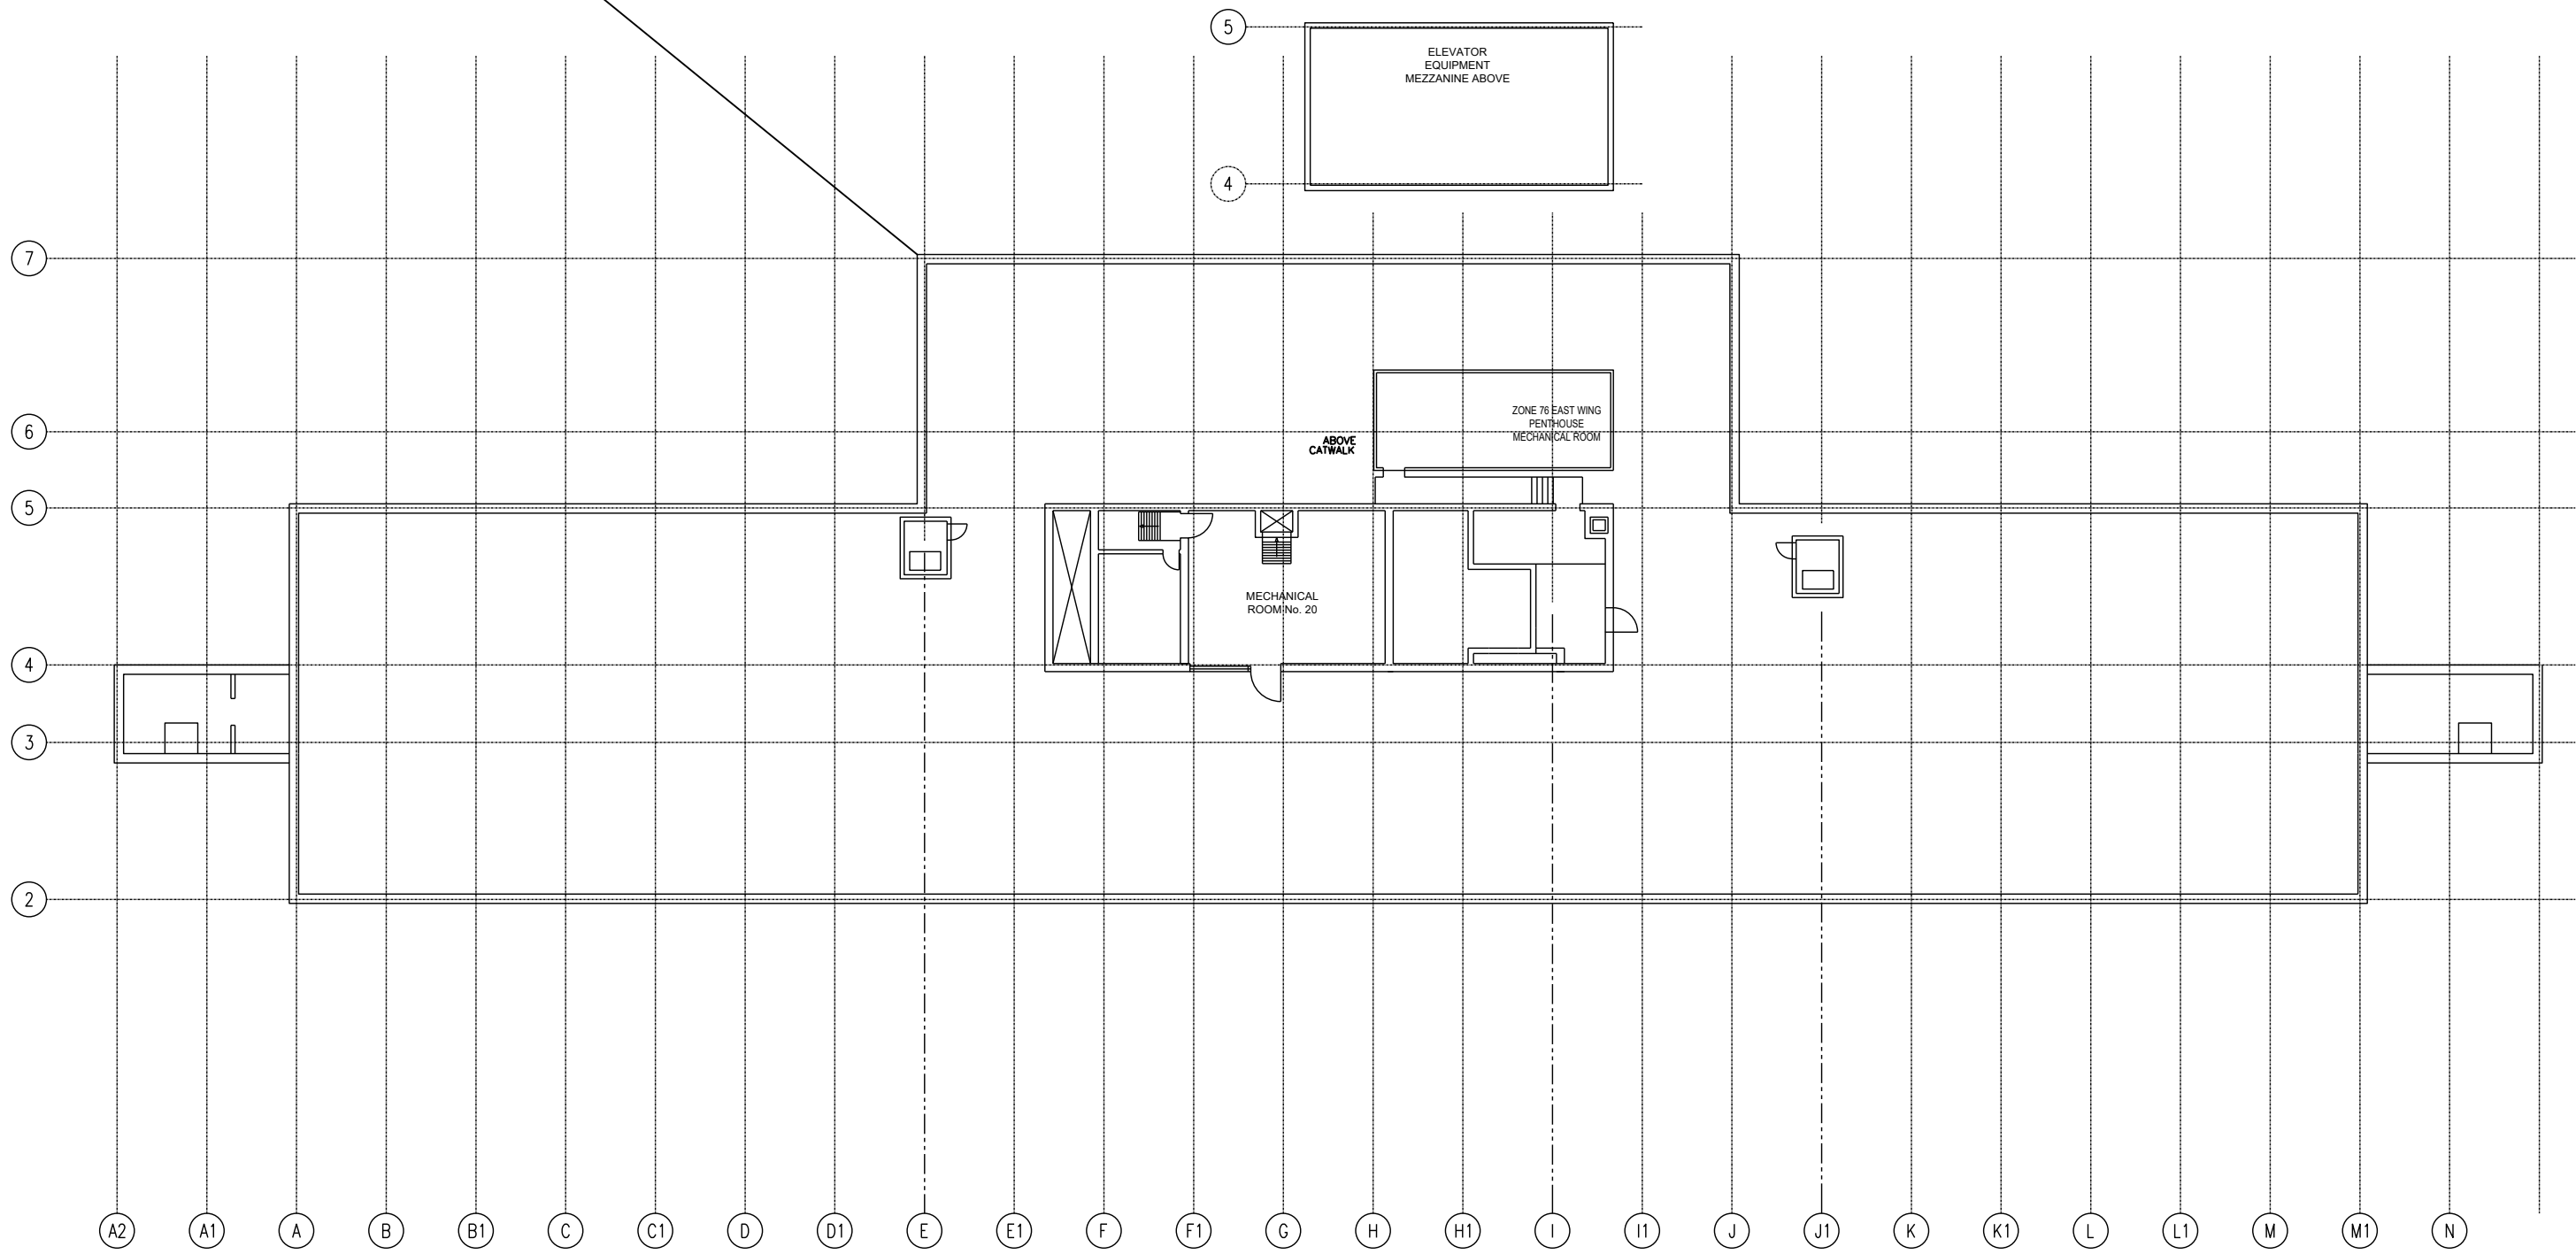 5
ELEVATOR
EQUIPMENT
MEZZANINE ABOVE
4
7
6
ZONE 76 EAST WING
PENTHOUSE
MECHANICAL ROOM
ABOVE
CATWALK
5
MECHANICAL
ROOM No. 20
4
3
2
A2 A1 A B B1 C C1 D D1 E E1 F F1 G H H1 I I1 J J1 K K1 L L1 M M1 N